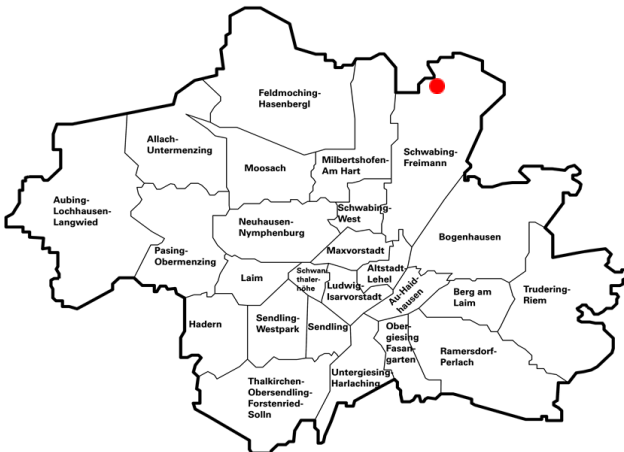 Feldmoching-
Hasenbergl
Allach-
Untermenzing
Moosach
Milbertshofen-
Am Hart
Schwabing-
Freimann
Aubing-
Lochhausen-
Langwied
Pasing-
Obermenzing
Neuhausen-
Nymphenburg
Schwabing-
West
Maxvorstadt
Bogenhausen
Laim
Schwan-
thaler-
höhe
Ludwig-
Isarvorstadt
Altstadt-
Lehel
Au-Haid-
hausen
Berg am
Laim
Trudering-
Riem
Hadern
Sendling-
Westpark
Sendling
Ober-
giesing
Fasan-
garten
Ramersdorf-
Perlach
Untergiesing
Harlaching
Thalkirchen-
Obersendling-
Forstenried-
Solln